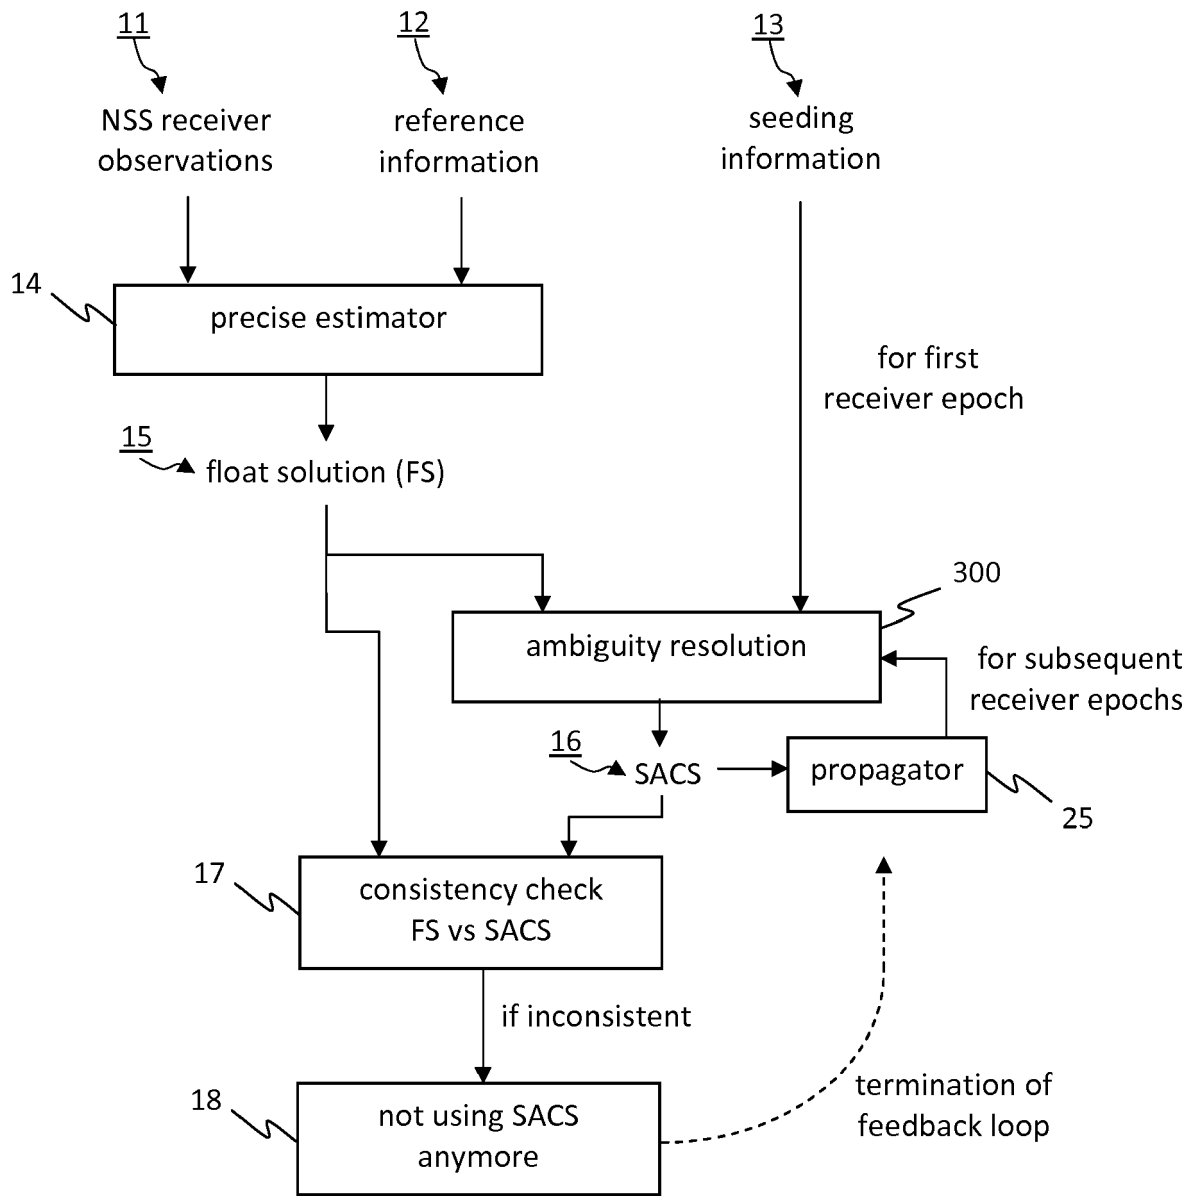 11
12
13
NSS receiver
observations
reference
information
seeding
information
14
precise estimator
for first
receiver epoch
15
float solution (FS)
300
ambiguity resolution
for subsequent
receiver epochs
16
SACS
propagator
25
17
consistency check
FS vs SACS
if inconsistent
18
not using SACS
anymore
termination of
feedback loop